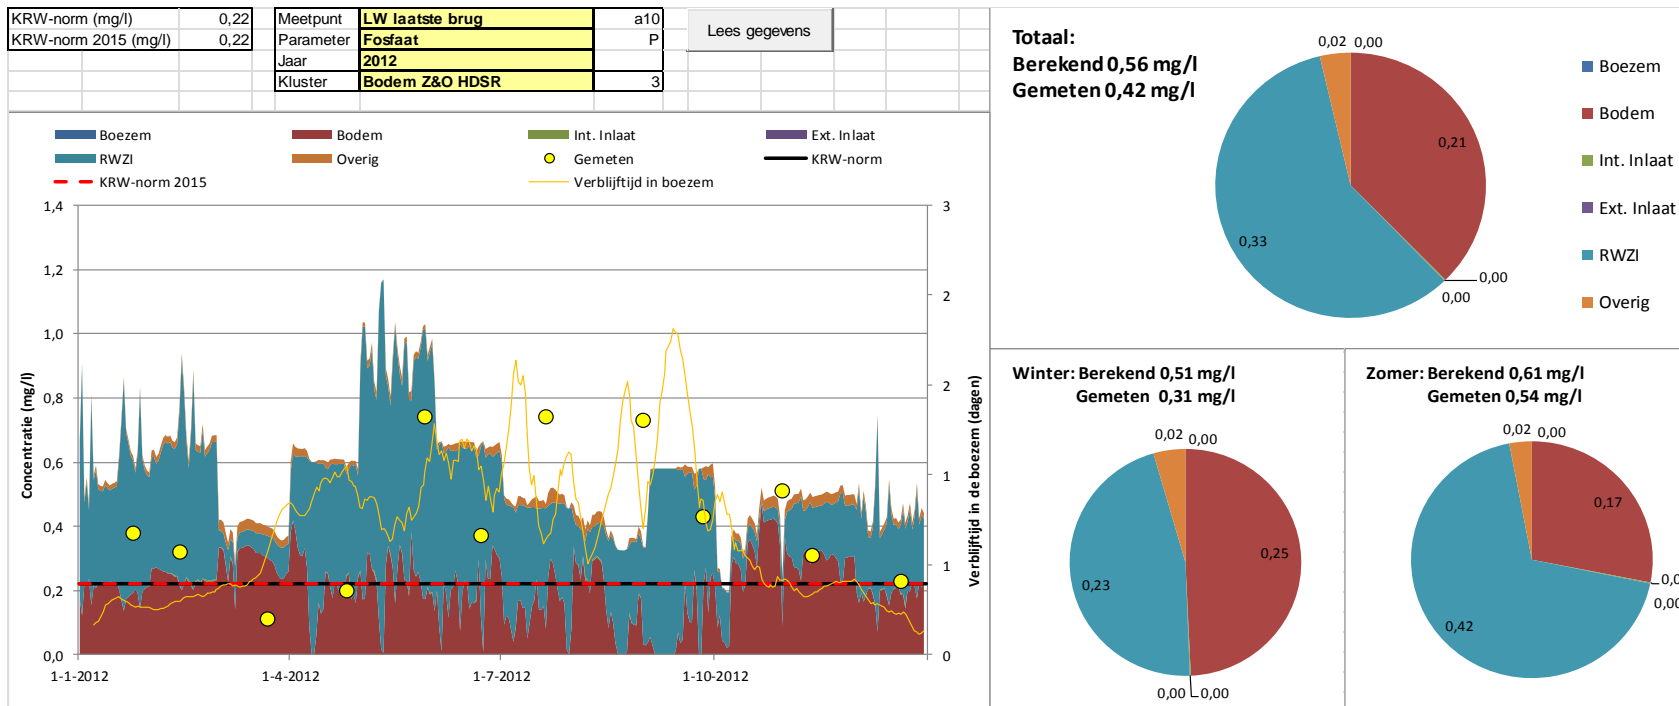 KRW-norm (mg/l) 0,22
KRW-norm 2015 (mg/l) 0,22
Meetpunt LW laatste brug a10
Parameter Fosfaat P
Jaar 2012
Kluster Bodem Z&O HDSR 3
Lees gegevens
Boezem Bodem Int. Inlaat Ext. Inlaat
RWZI Overig Gemeten KRW-norm
KRW-norm 2015 Verblijftijd in boezem
Concentratie (mg/l)
1,4
1,2
1,0
0,8
0,6
0,4
0,2
0,0
1-1-2012 1-4-2012 1-7-2012 1-10-2012
3
2
2
1
1
0
Verblijftijd in de boezem (dagen)
Totaal:
Berekend 0,56 mg/l
Gemeten 0,42 mg/l
0,02 0,00
0,21
0,33
0,00
0,00
Boezem
Bodem
Int. Inlaat
Ext. Inlaat
RWZI
Overig
Winter: Berekend 0,51 mg/l
Gemeten 0,31 mg/l
0,02 0,00
0,25
0,23
0,00 0,00
Zomer: Berekend 0,61 mg/l
Gemeten 0,54 mg/l
0,02 0,00
0,17
0,42
0,00